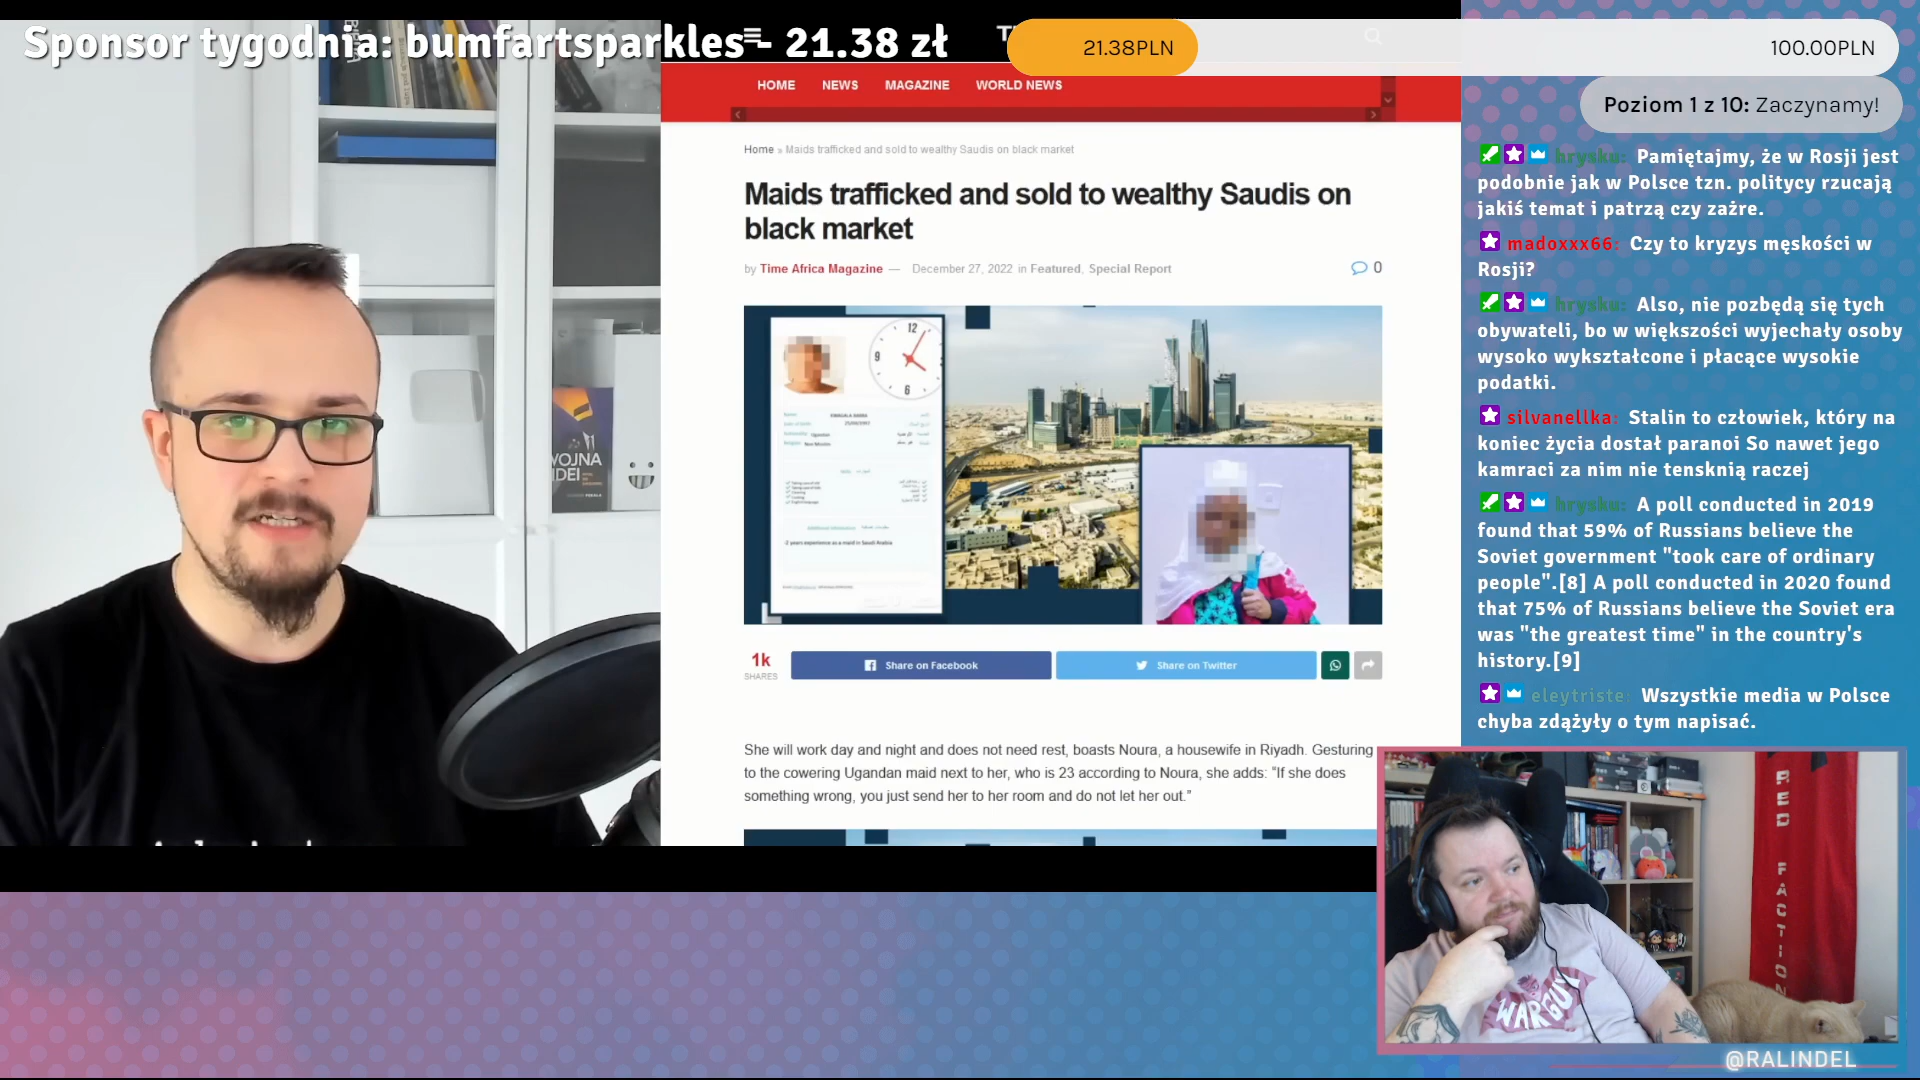 Sponsor tygodnia: bumfartsparkles - 21.38 zł
21.38PLN
100.00PLN
Poziom 1 z 10: Zaczynamy!
HOME NEWS MAGAZINE WORLD NEWS
Home » Maids trafficked and sold to wealthy Saudis on black market
Maids trafficked and sold to wealthy Saudis on
black market
by Time Africa Magazine — December 27, 2022 in Featured, Special Report
0
12
9
6
1k
SHARES
Share on Facebook
Share on Twitter
She will work day and night and does not need rest, boasts Noura, a housewife in Riyadh. Gesturing
to the cowering Ugandan maid next to her, who is 23 according to Noura, she adds: "If she does
something wrong, you just send her to her room and do not let her out."
WOJNA
IDEI
hrysku: Pamiętajmy, że w Rosji jest
podobnie jak w Polsce tzn. politycy rzucają
jakiś temat i patrzą czy zażre.
madoxxx66: Czy to kryzys męskości w
Rosji?
hrysku: Also, nie pozbędą się tych
obywateli, bo w większości wyjechały osoby
wysoko wykształcone i płacące wysokie
podatki.
silvanellka: Stalin to człowiek, który na
koniec życia dostał paranoi So nawet jego
kamraci za nim nie tensknią raczej
hrysku: A poll conducted in 2019
found that 59% of Russians believe the
Soviet government "took care of ordinary
people".[8] A poll conducted in 2020 found
that 75% of Russians believe the Soviet era
was "the greatest time" in the country's
history.[9]
eleytriste: Wszystkie media w Polsce
chyba zdążyły o tym napisać.
RED FACTION
WARGUY
@RALINDEL